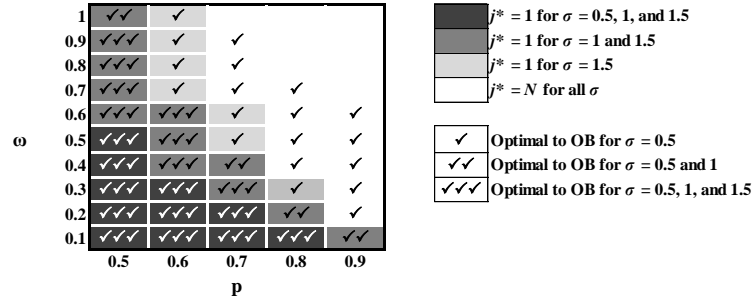 1 ✓✓ ✓
0.9 ✓✓✓ ✓ ✓
0.8 ✓✓✓ ✓ ✓
0.7 ✓✓✓ ✓ ✓ ✓
0.6 ✓✓✓ ✓✓✓ ✓ ✓ ✓
0.5 ✓✓✓ ✓✓✓ ✓ ✓ ✓
0.4 ✓✓✓ ✓✓✓ ✓✓ ✓ ✓
0.3 ✓✓✓ ✓✓✓ ✓✓✓ ✓ ✓
0.2 ✓✓✓ ✓✓✓ ✓✓✓ ✓✓ ✓
0.1 ✓✓✓ ✓✓✓ ✓✓✓ ✓✓✓ ✓✓
ω
0.5 0.6 0.7 0.8 0.9
p
j* = 1 for σ = 0.5, 1, and 1.5
j* = 1 for σ = 1 and 1.5
j* = 1 for σ = 1.5
j* = N for all σ
✓ Optimal to OB for σ = 0.5
✓✓ Optimal to OB for σ = 0.5 and 1
✓✓✓ Optimal to OB for σ = 0.5, 1, and 1.5